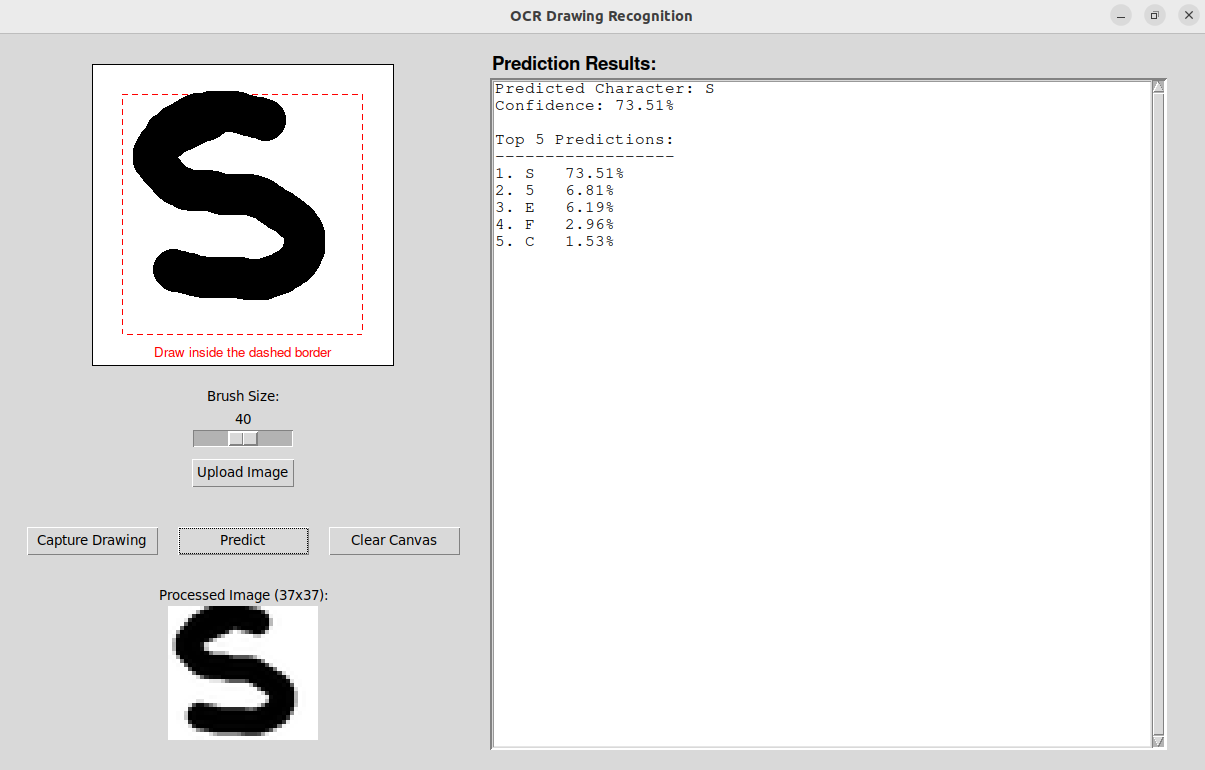 OCR Drawing Recognition
S
Draw inside the dashed border
Brush Size:
40
Upload Image
Capture Drawing
Predict
Clear Canvas
Processed Image (37x37):
S
Prediction Results:
Predicted Character: S
Confidence: 73.51%
Top 5 Predictions:
------------------
1. S   73.51%
2. 5   6.81%
3. E   6.19%
4. F   2.96%
5. C   1.53%